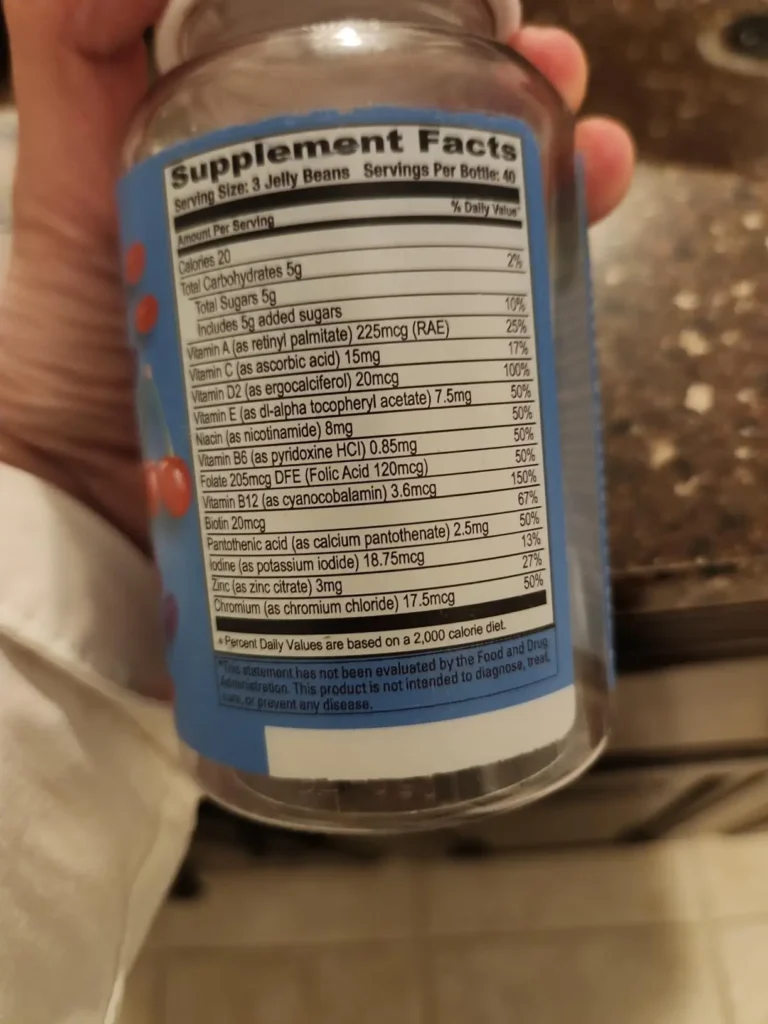 Supplement Facts
Serving Size: 3 Jelly Beans Servings Per Bottle: 40
Amount Per Serving % Daily Value*
Calories 20
Total Carbohydrates 5g 2%
Total Sugars 5g
Includes 5g added sugars 10%
Vitamin A (as retinyl palmitate) 225mcg (RAE) 25%
Vitamin C (as ascorbic acid) 15mg 17%
Vitamin D2 (as ergocalciferol) 20mcg 100%
Vitamin E (as dl-alpha tocopheryl acetate) 7.5mg 50%
Niacin (as nicotinamide) 8mg 50%
Vitamin B6 (as pyridoxine HCl) 0.85mg 50%
Folate 205mcg DFE (Folic Acid 120mcg) 50%
Vitamin B12 (as cyanocobalamin) 3.6mcg 150%
Biotin 20mcg 67%
Pantothenic acid (as calcium pantothenate) 2.5mg 50%
Iodine (as potassium iodide) 18.75mcg 13%
Zinc (as zinc citrate) 3mg 27%
Chromium (as chromium chloride) 17.5mcg 50%
* Percent Daily Values are based on a 2,000 calorie diet.
*This statement has not been evaluated by the Food and Drug
Administration. This product is not intended to diagnose, treat,
cure, or prevent any disease.